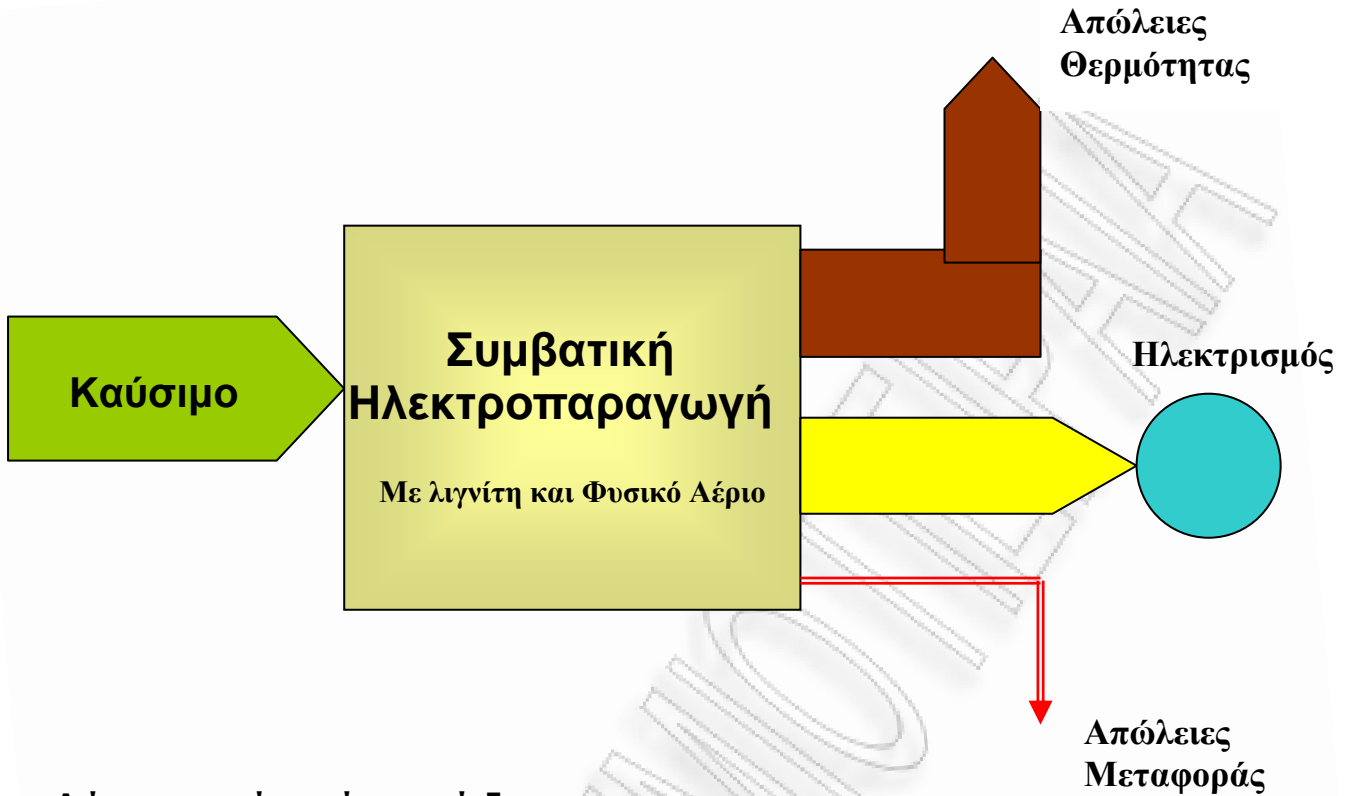 Απώλειες
Θερμότητας
Συμβατική
Ηλεκτροπαραγωγή
Με λιγνίτη και Φυσικό Αέριο
Καύσιμο
Ηλεκτρισμός
Απώλειες
Μεταφοράς